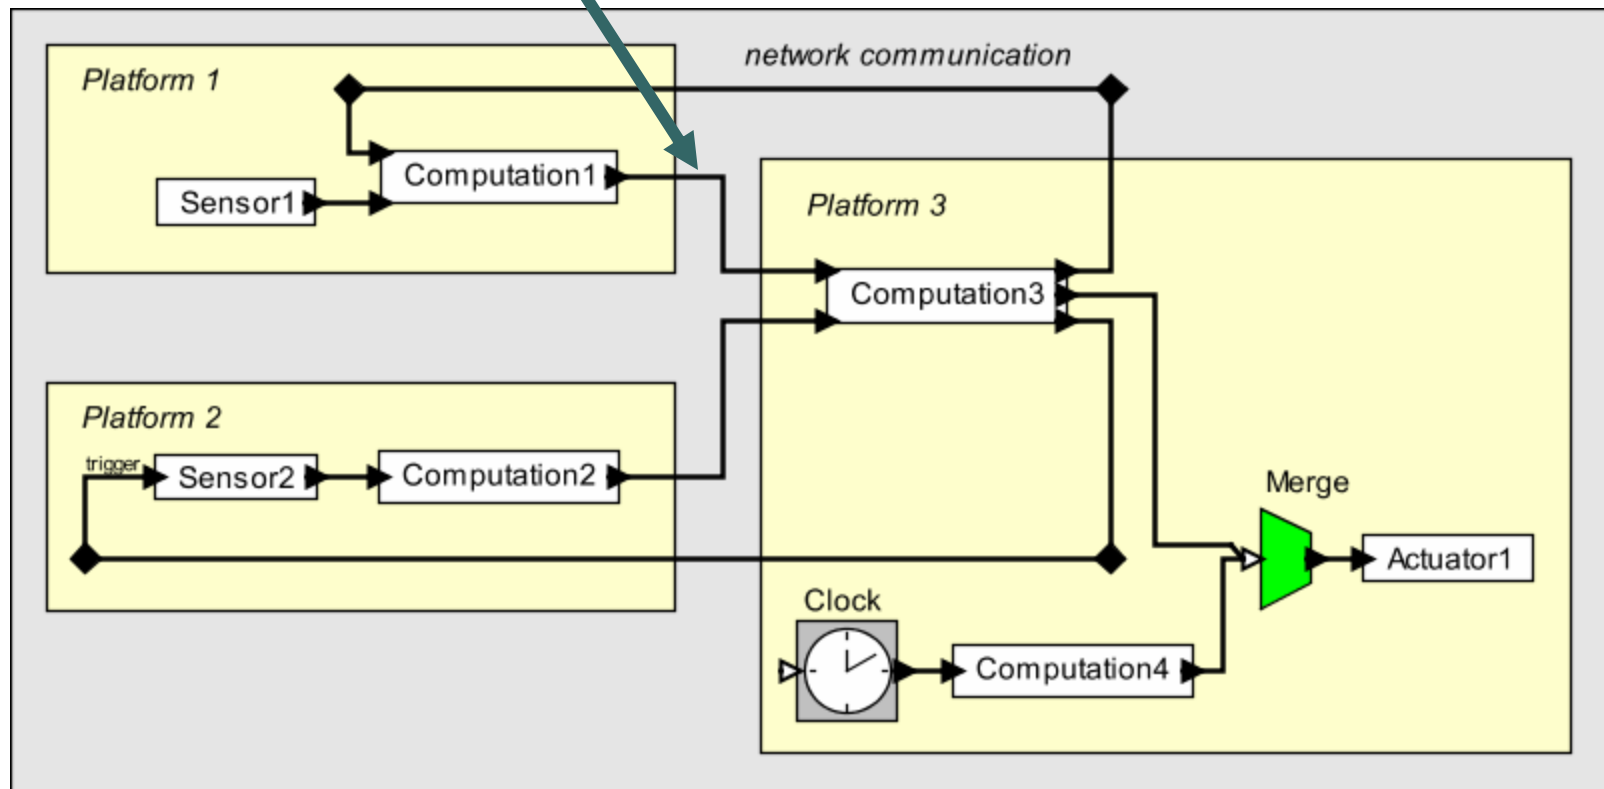 network communication
Platform 1
Computation1
Sensor1
Platform 3
Computation3
Platform 2
trigger
Sensor2
Computation2
Merge
Actuator1
Clock
Computation4